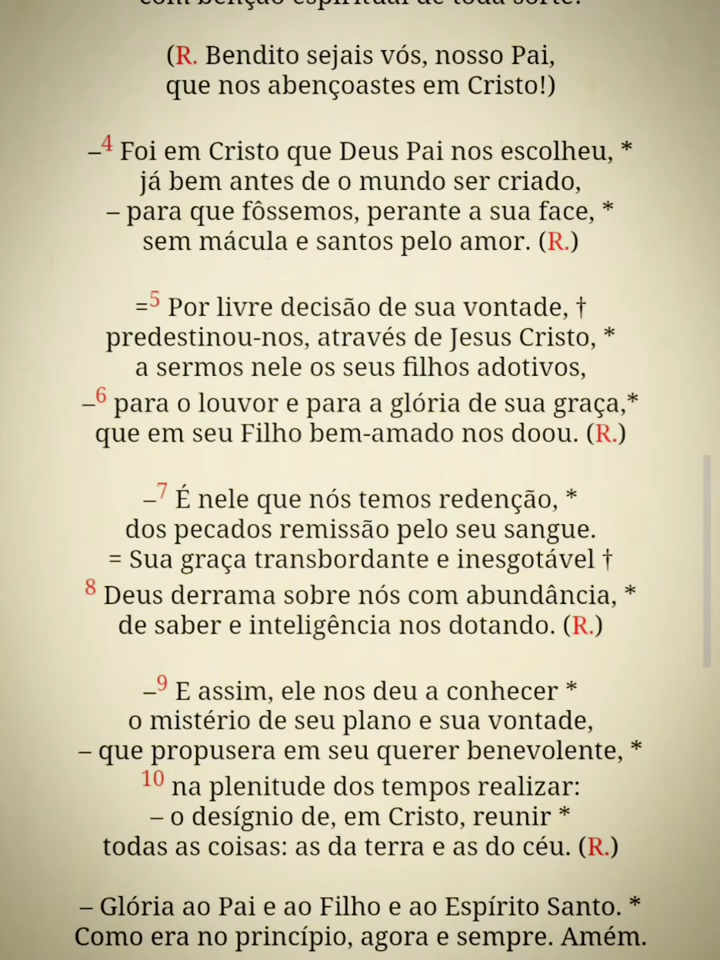 com bênção espiritual de toda sorte!
(R. Bendito sejais vós, nosso Pai,
que nos abençoastes em Cristo!)
–4 Foi em Cristo que Deus Pai nos escolheu, *
já bem antes de o mundo ser criado,
– para que fôssemos, perante a sua face, *
sem mácula e santos pelo amor. (R.)
=5 Por livre decisão de sua vontade, †
predestinou-nos, através de Jesus Cristo, *
a sermos nele os seus filhos adotivos,
–6 para o louvor e para a glória de sua graça,*
que em seu Filho bem-amado nos doou. (R.)
–7 É nele que nós temos redenção, *
dos pecados remissão pelo seu sangue.
= Sua graça transbordante e inesgotável †
8 Deus derrama sobre nós com abundância, *
de saber e inteligência nos dotando. (R.)
–9 E assim, ele nos deu a conhecer *
o mistério de seu plano e sua vontade,
– que propusera em seu querer benevolente, *
10 na plenitude dos tempos realizar:
– o desígnio de, em Cristo, reunir *
todas as coisas: as da terra e as do céu. (R.)
– Glória ao Pai e ao Filho e ao Espírito Santo. *
Como era no princípio, agora e sempre. Amém.